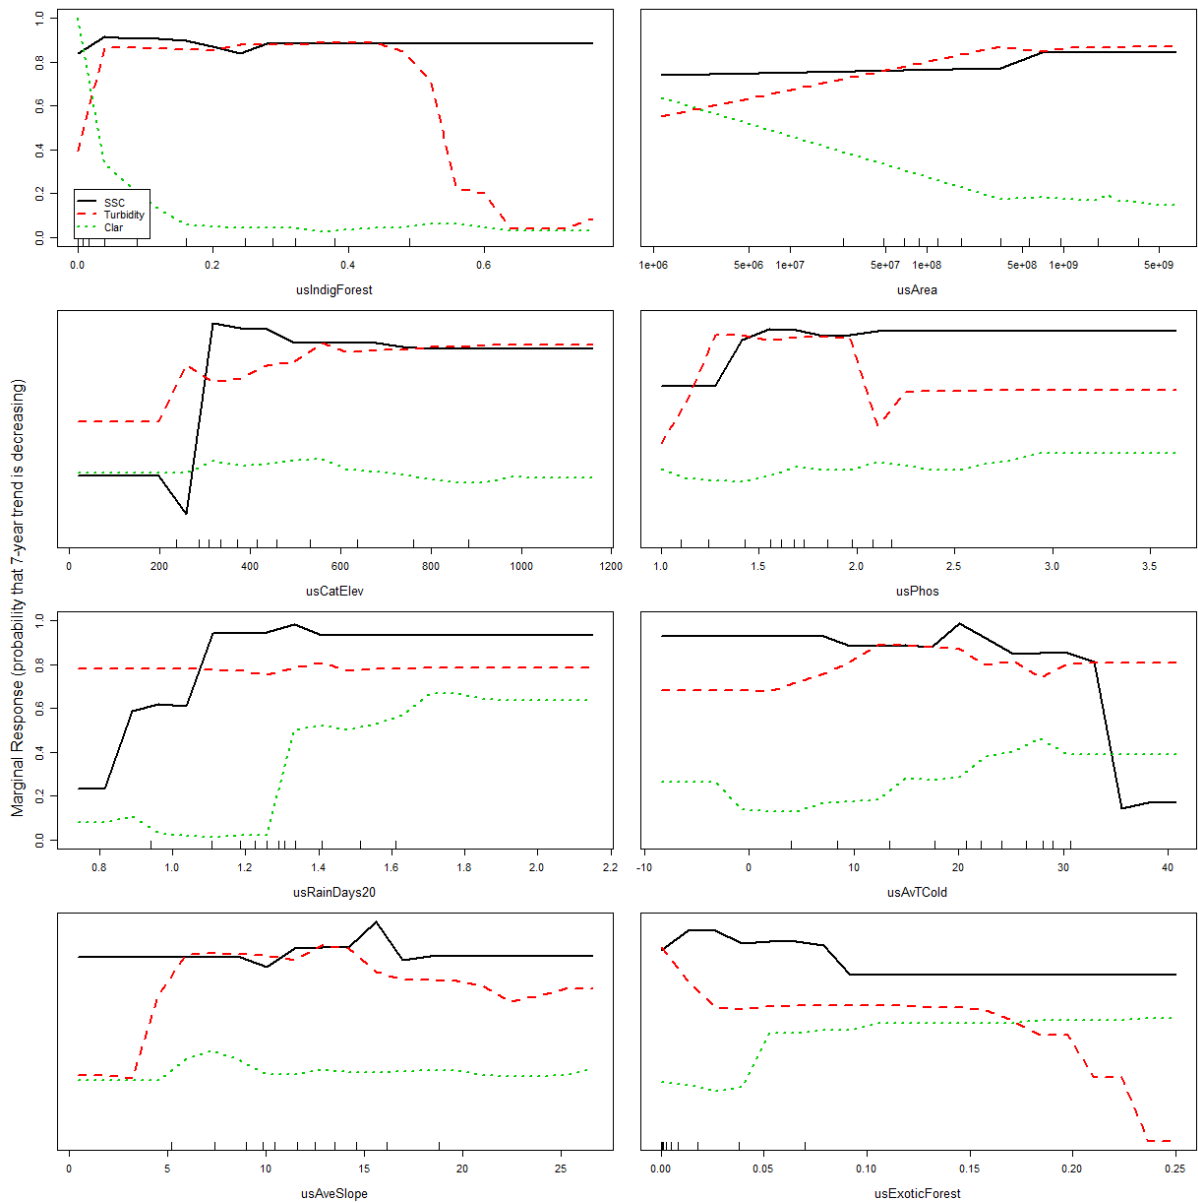 Marginal Response (probability that 7-year trend is decreasing)
1.0
0.8
0.6
0.4
0.2
0.0
SSC
Turbidity
Clar
0.0 0.2 0.4 0.6
usIndigForest
1e+06 5e+06 1e+07 5e+07 1e+08 5e+08 1e+09 5e+09
usArea
0 200 400 600 800 1000 1200
usCatElev
1.0 1.5 2.0 2.5 3.0 3.5
usPhos
1.0
0.8
0.6
0.4
0.2
0.0
0.8 1.0 1.2 1.4 1.6 1.8 2.0 2.2
usRainDays20
-10 0 10 20 30 40
usAvTCold
0 5 10 15 20 25
usAveSlope
0.00 0.05 0.10 0.15 0.20 0.25
usExoticForest